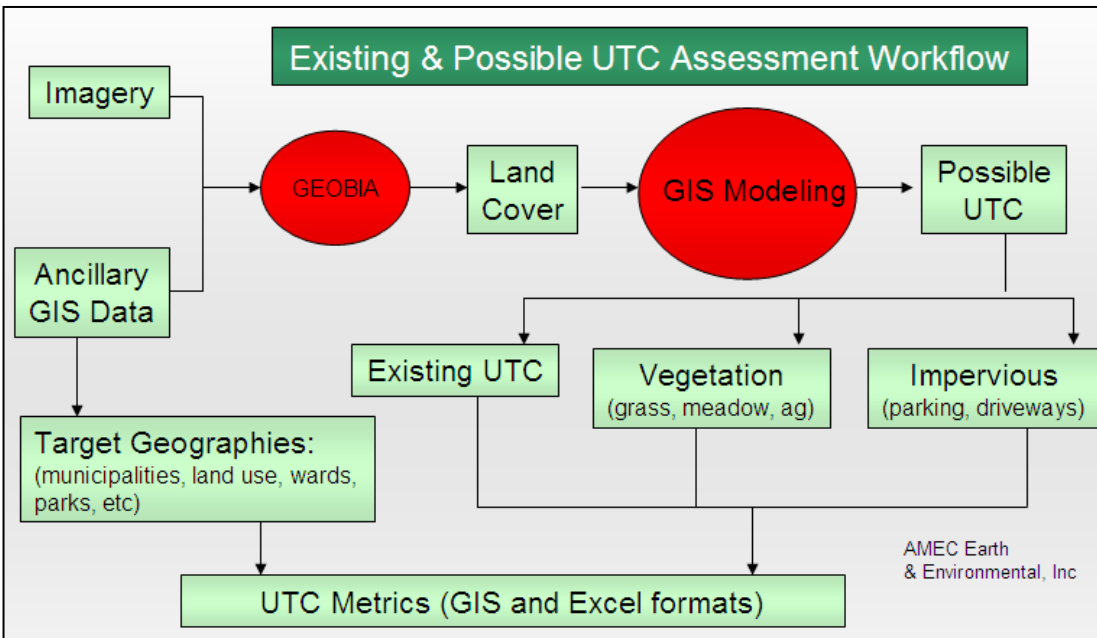 Existing & Possible UTC Assessment Workflow
Imagery
GEOBIA
Land
Cover
GIS Modeling
Possible
UTC
Ancillary
GIS Data
Existing UTC
Vegetation
(grass, meadow, ag)
Impervious
(parking, driveways)
Target Geographies:
(municipalities, land use, wards,
parks, etc)
AMEC Earth
& Environmental, Inc
UTC Metrics (GIS and Excel formats)